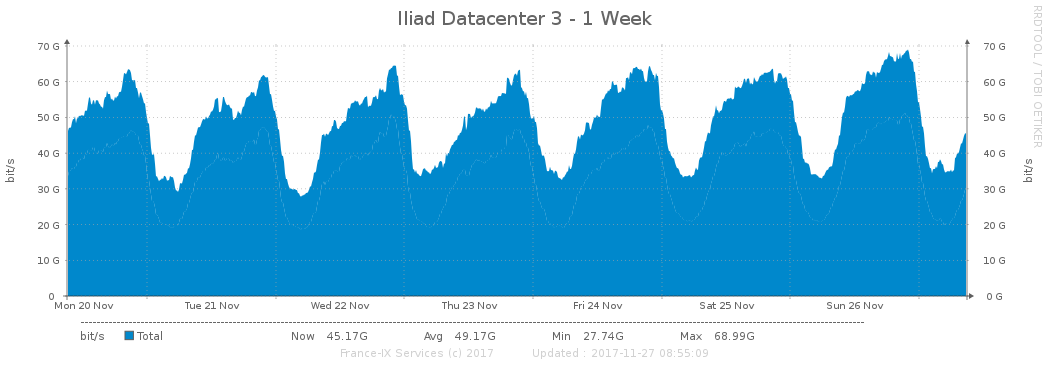 Iliad Datacenter 3 - 1 Week
RRDTOOL / TOBI OETIKER
70 G 70 G
60 G 60 G
50 G 50 G
40 G 40 G
30 G 30 G
20 G 20 G
10 G 10 G
0 0 G
bit/s bit/s
Mon 20 Nov Tue 21 Nov Wed 22 Nov Thu 23 Nov Fri 24 Nov Sat 25 Nov Sun 26 Nov
bit/s Total Now 45.17G Avg 49.17G Min 27.74G Max 68.99G
France-IX Services (c) 2017 Updated : 2017-11-27 08:55:09